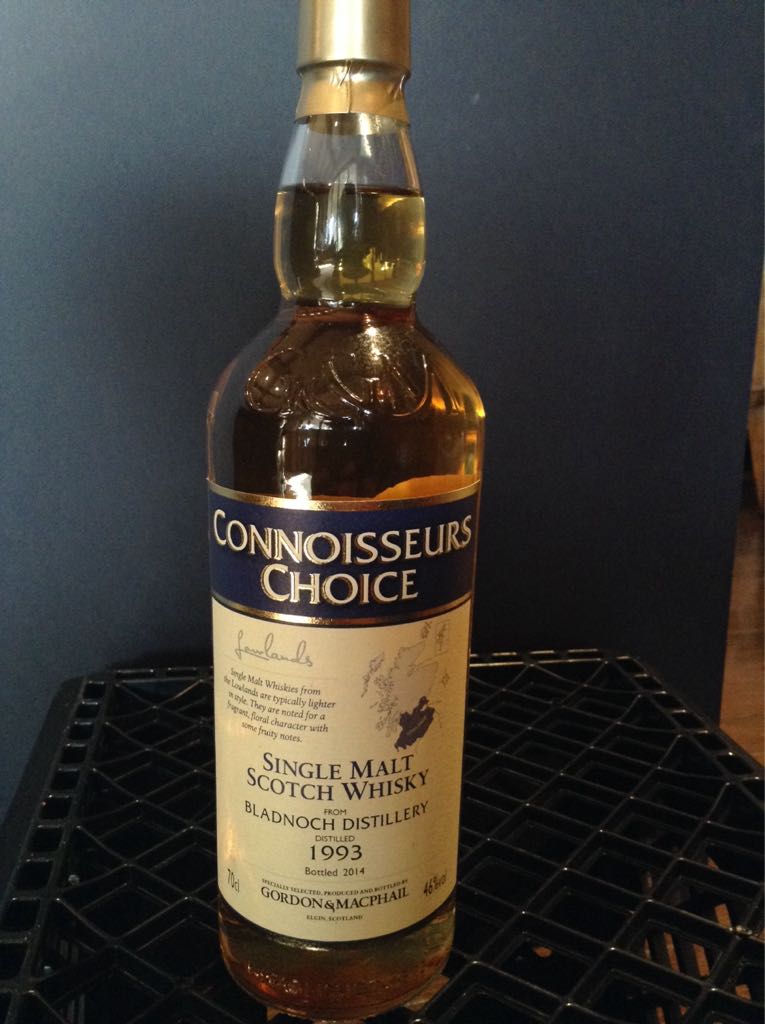 CONNOISSEURS
CHOICE
Lowlands
Single Malt Whiskies from
the Lowlands are typically lighter
in style. They are noted for a
fragrant, floral character with
some fruity notes.
SINGLE MALT
SCOTCH WHISKY
FROM
BLADNOCH DISTILLERY
DISTILLED
1993
Bottled 2014
70cl
SPECIALLY SELECTED, PRODUCED AND BOTTLED BY
GORDON & MACPHAIL
46%vol
ELGIN, SCOTLAND